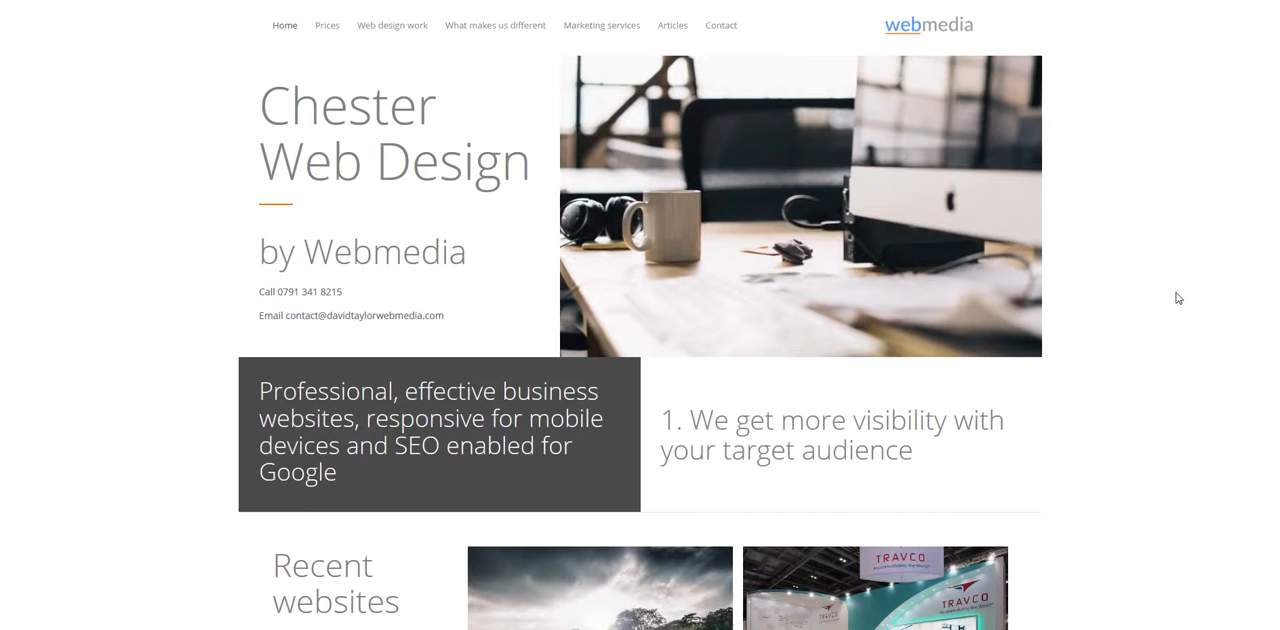 Home Prices Web design work What makes us different Marketing services Articles Contact
webmedia
Chester
Web Design
by Webmedia
Call 0791 341 8215
Email contact@davidtaylorwebmedia.com
Professional, effective business
websites, responsive for mobile
devices and SEO enabled for
Google
1. We get more visibility with
your target audience
Recent
websites
TRAVCO
TRAVCO